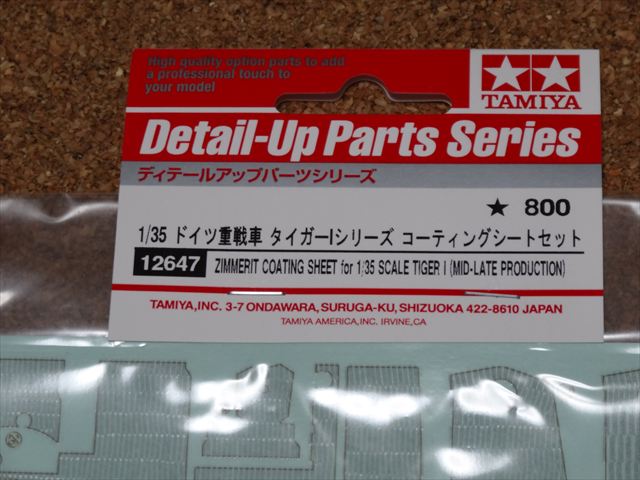 High quality option parts to add
a professional touch to
your model
TAMIYA
Detail-Up Parts Series
ディテールアップパーツシリーズ
★ 800
1/35 ドイツ重戦車 タイガーIシリーズ コーティングシートセット
12647 ZIMMERIT COATING SHEET for 1/35 SCALE TIGER I (MID-LATE PRODUCTION)
TAMIYA,INC. 3-7 ONDAWARA, SURUGA-KU, SHIZUOKA 422-8610 JAPAN
TAMIYA AMERICA,INC. IRVINE,CA